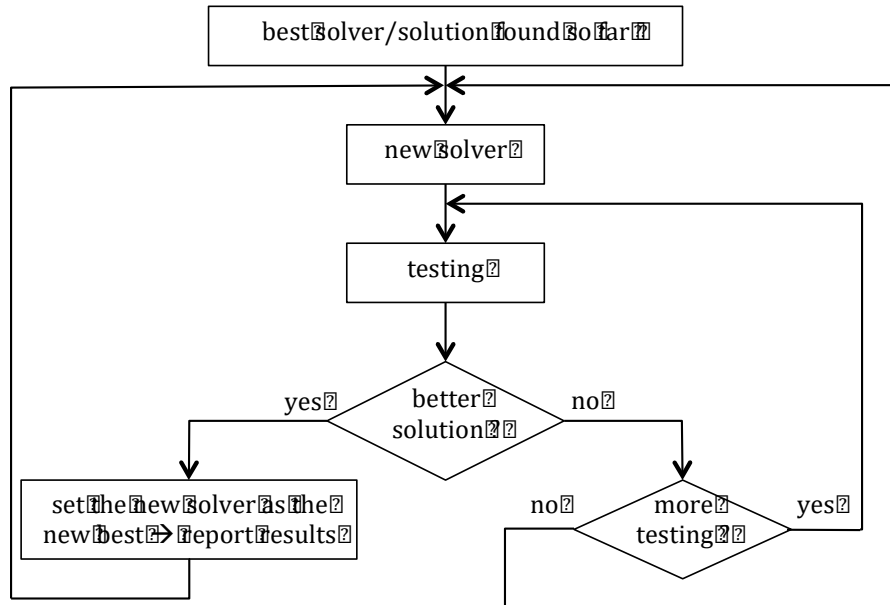 best solver/solution found so far
new solver
testing
better
solution?
yes
no
set the new solver as the
new best → report results
no
more
testing?
yes